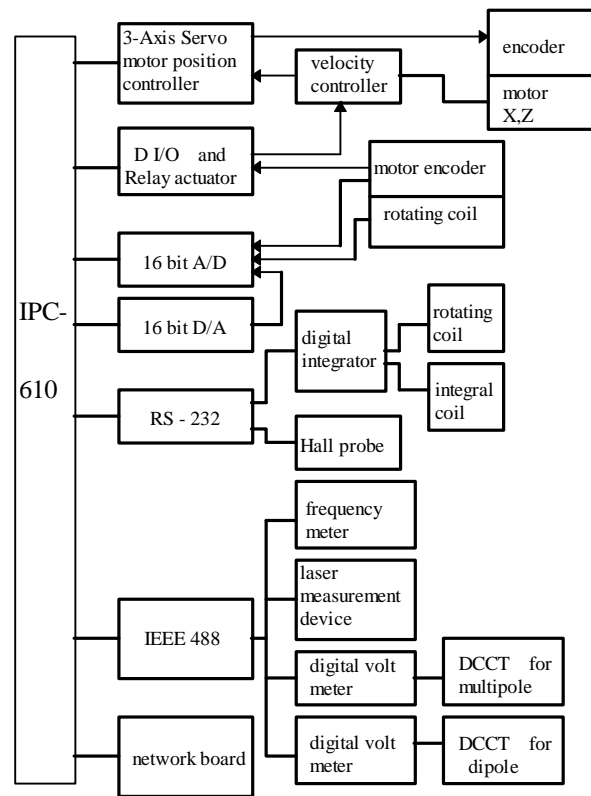 3-Axis Servo
motor position
controller
velocity
controller
encoder
motor
X,Z
D I/O and
Relay actuator
motor encoder
rotating coil
16 bit A/D
IPC-
610
16 bit D/A
digital
integrator
rotating
coil
integral
coil
RS - 232
Hall probe
frequency
meter
laser
measurement
device
IEEE 488
digital volt
meter
DCCT for
multipole
network board
digital volt
meter
DCCT for
dipole